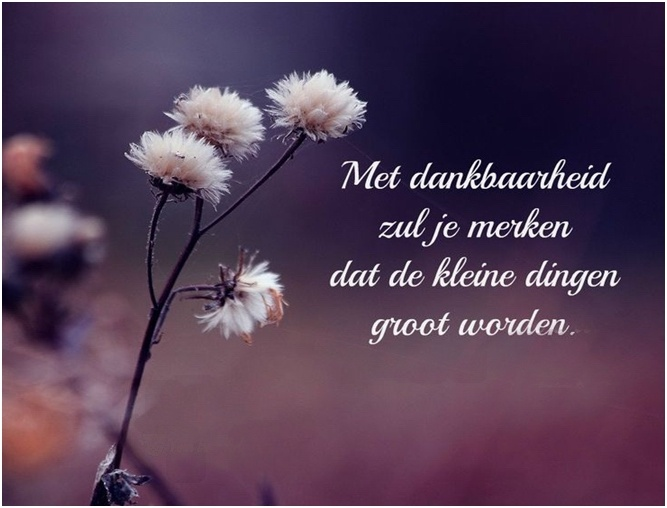 Met dankbaarheid
zul je merken
dat de kleine dingen
groot worden.